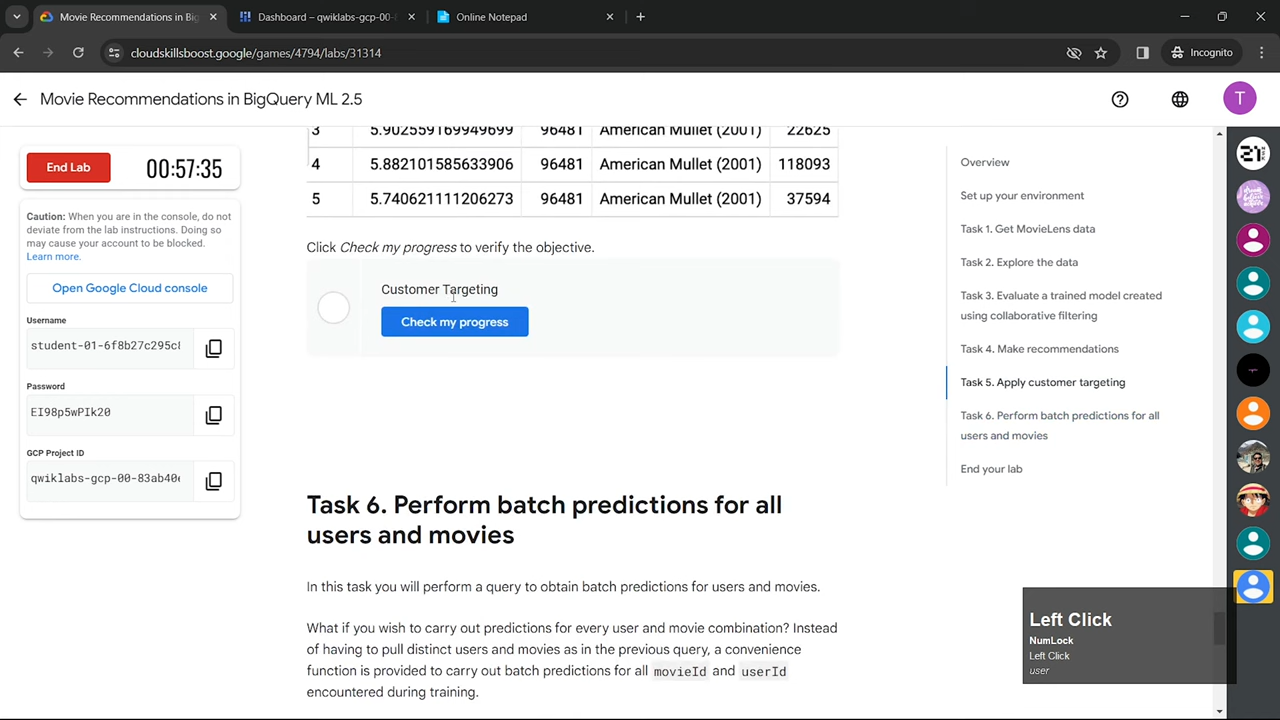 Movie Recommendations in Big
Dashboard – qwiklabs-gcp-00-8
Online Notepad
cloudskillsboost.google/games/4794/labs/31314
Incognito
Movie Recommendations in BigQuery ML 2.5
T
End Lab
00:57:35
Caution: When you are in the console, do not
deviate from the lab instructions. Doing so
may cause your account to be blocked.
Learn more.
Open Google Cloud console
Username
student-01-6f8b27c295c8
Password
EI98p5wPIk20
GCP Project ID
qwiklabs-gcp-00-83ab40e
3 5.902559169949699 96481 American Mullet (2001) 22625
4 5.882101585633906 96481 American Mullet (2001) 118093
5 5.740621111206273 96481 American Mullet (2001) 37594
Click Check my progress to verify the objective.
Customer Targeting
Check my progress
Task 6. Perform batch predictions for all
users and movies
In this task you will perform a query to obtain batch predictions for users and movies.
What if you wish to carry out predictions for every user and movie combination? Instead
of having to pull distinct users and movies as in the previous query, a convenience
function is provided to carry out batch predictions for all movieId and userId
encountered during training.
Overview
Set up your environment
Task 1. Get MovieLens data
Task 2. Explore the data
Task 3. Evaluate a trained model created
using collaborative filtering
Task 4. Make recommendations
Task 5. Apply customer targeting
Task 6. Perform batch predictions for all
users and movies
End your lab
Left Click
NumLock
Left Click
user